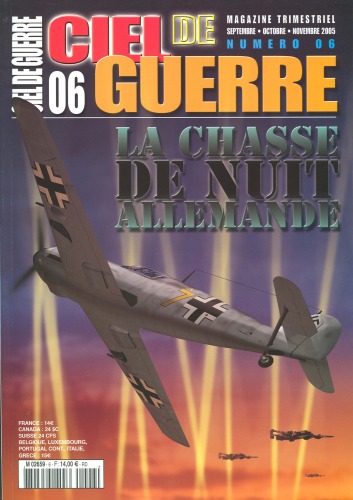 CIEL DE GUERRE
06
CIEL DE
GUERRE
MAGAZINE TRIMESTRIEL
SEPTEMBRE • OCTOBRE • NOVEMBRE 2005
NUMERO 06
LA CHASSE
DE NUIT
ALLEMANDE
7
FRANCE : 14€
CANADA : 24 $C
SUISSE 24 CFS
BELGIQUE, LUXEMBOURG,
PORTUGAL CONT., ITALIE,
GRECE : 15€
M 02659 - 6 - F: 14,00 € - RD